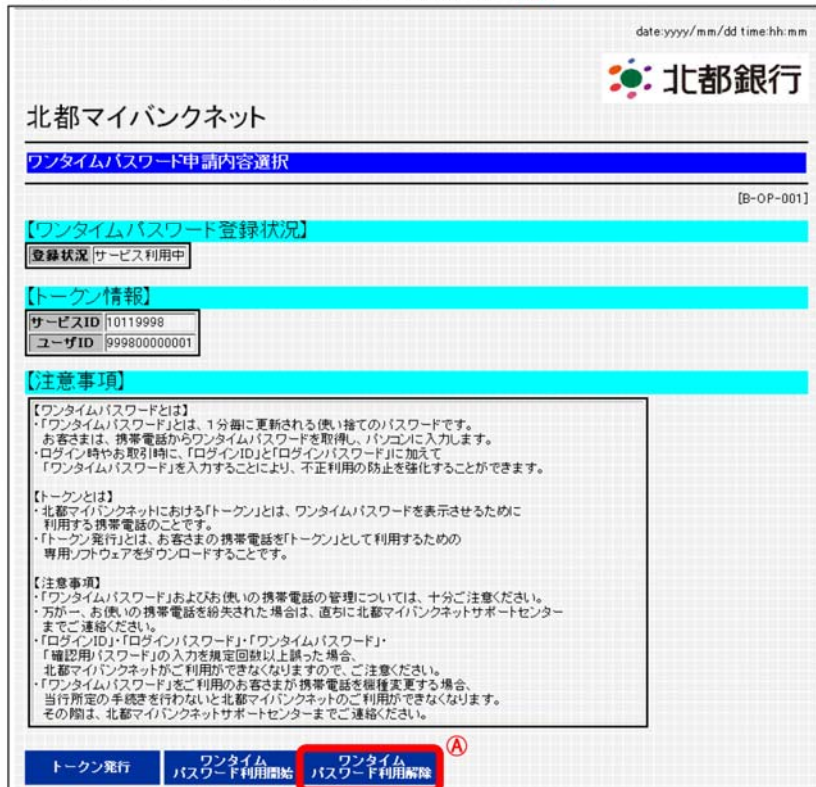 date:yyyy/mm/dd time:hh:mm
北都銀行
北都マイバンクネット
ワンタイムパスワード申請内容選択
[B-OP-001]
【ワンタイムパスワード登録状況】
登録状況 サービス利用中
【トークン情報】
サービスID 10119998
ユーザID 999800000001
【注意事項】
【ワンタイムパスワードとは】
・「ワンタイムパスワード」とは、1分毎に更新される使い捨てのパスワードです。
お客さまは、携帯電話からワンタイムパスワードを取得し、パソコンに入力します。
・ログイン時やお取引時に、「ログインID」と「ログインパスワード」に加えて
「ワンタイムパスワード」を入力することにより、不正利用の防止を強化することができます。
【トークンとは】
・北都マイバンクネットにおける「トークン」とは、ワンタイムパスワードを表示させるために
利用する携帯電話のことです。
・「トークン発行」とは、お客さまの携帯電話を「トークン」として利用するための
専用ソフトウェアをダウンロードすることです。
【注意事項】
・「ワンタイムパスワード」およびお使いの携帯電話の管理については、十分ご注意ください。
・万が一、お使いの携帯電話を紛失された場合は、直ちに北都マイバンクネットサポートセンター
までご連絡ください。
・「ログインID」・「ログインパスワード」・「ワンタイムパスワード」・
「確認用パスワード」の入力を規定回数以上誤った場合、
北都マイバンクネットがご利用ができなくなりますので、ご注意ください。
・「ワンタイムパスワード」をご利用のお客さまが携帯電話を機種変更する場合、
当行所定の手続きを行わないと北都マイバンクネットのご利用ができなくなります。
その際は、北都マイバンクネットサポートセンターまでご連絡ください。
Ⓐ
トークン発行 ワンタイム パスワード利用開始 ワンタイム パスワード利用解除